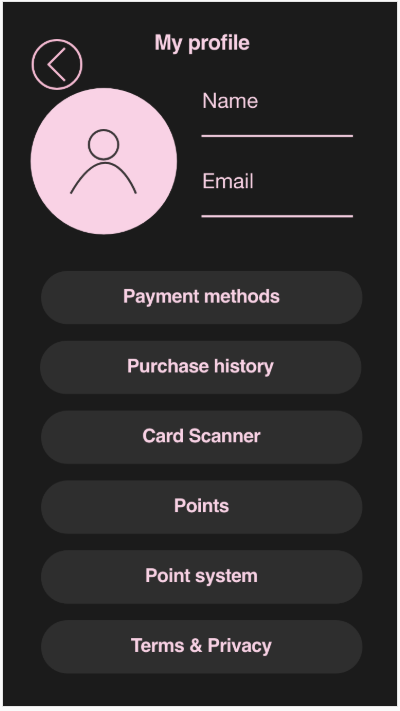 My profile
Name
Email
Payment methods
Purchase history
Card Scanner
Points
Point system
Terms & Privacy